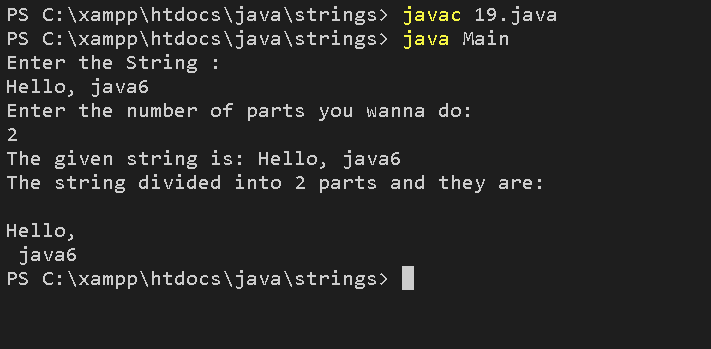 PS C:\xampp\htdocs\java\strings> javac 19.java
PS C:\xampp\htdocs\java\strings> java Main
Enter the String :
Hello, java6
Enter the number of parts you wanna do:
2
The given string is: Hello, java6
The string divided into 2 parts and they are:

Hello,
 java6
PS C:\xampp\htdocs\java\strings>